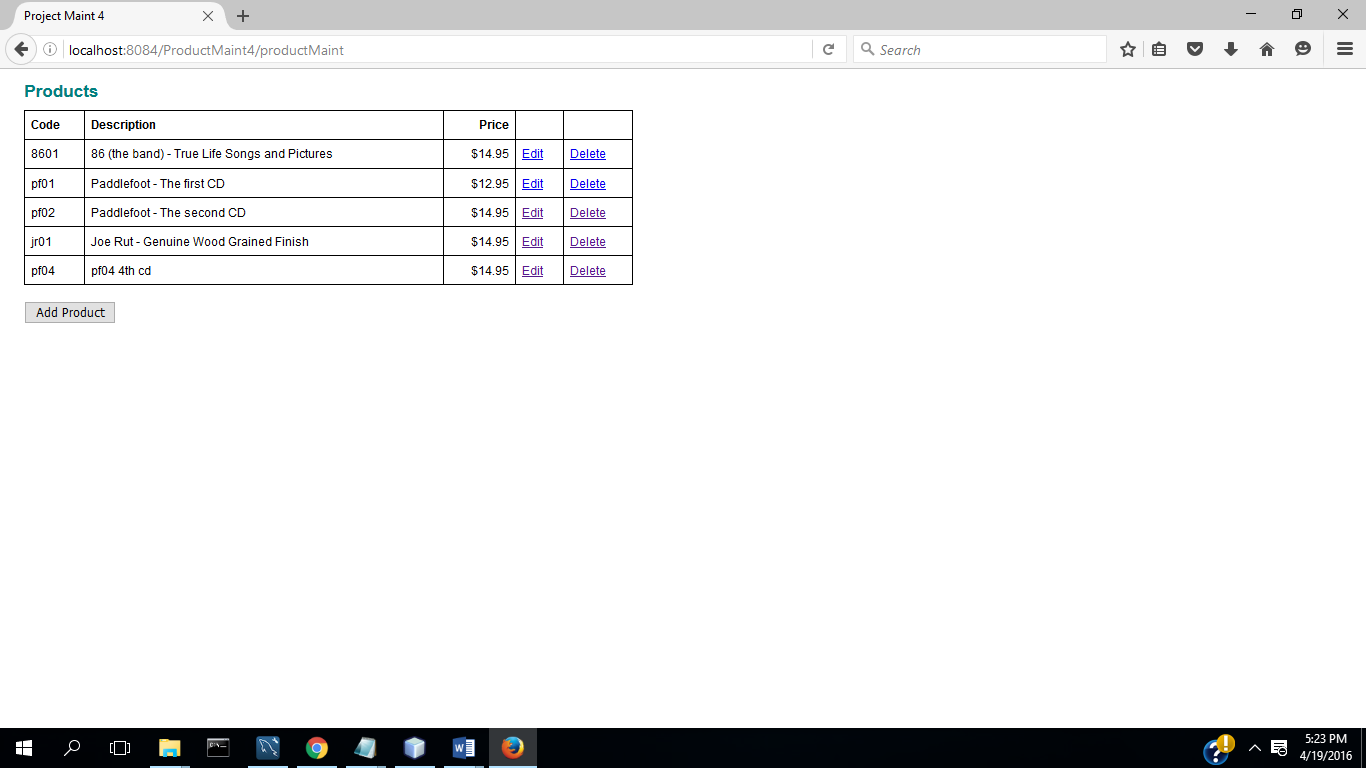 Project Maint 4
localhost:8084/ProductMaint4/productMaint
Search
Products
Code Description Price
8601 86 (the band) - True Life Songs and Pictures $14.95 Edit Delete
pf01 Paddlefoot - The first CD $12.95 Edit Delete
pf02 Paddlefoot - The second CD $14.95 Edit Delete
jr01 Joe Rut - Genuine Wood Grained Finish $14.95 Edit Delete
pf04 pf04 4th cd $14.95 Edit Delete
Add Product
5:23 PM
4/19/2016